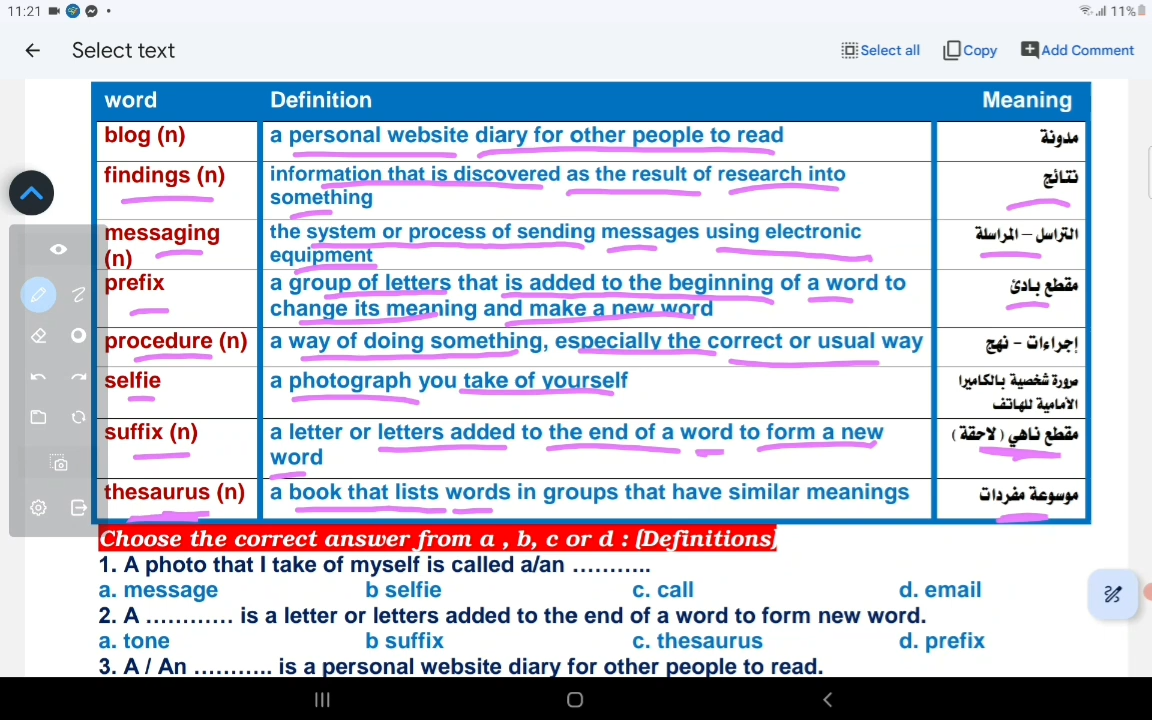 11:21
11%
Select text
Select all
Copy
Add Comment
word Definition Meaning
blog (n) a personal website diary for other people to read مدونة
findings (n) information that is discovered as the result of research into something نتائج
messaging (n) the system or process of sending messages using electronic equipment التراسل – المراسلة
prefix a group of letters that is added to the beginning of a word to change its meaning and make a new word مقطع بادئ
procedure (n) a way of doing something, especially the correct or usual way إجراءات - نهج
selfie a photograph you take of yourself صورة شخصية بالكاميرا الأمامية للهاتف
suffix (n) a letter or letters added to the end of a word to form a new word مقطع ناهي ( لاحقة )
thesaurus (n) a book that lists words in groups that have similar meanings موسوعة مفردات
Choose the correct answer from a , b, c or d : [Definitions]
1. A photo that I take of myself is called a/an ………..
a. message b selfie c. call d. email
2. A ………… is a letter or letters added to the end of a word to form new word.
a. tone b suffix c. thesaurus d. prefix
3. A / An ……….. is a personal website diary for other people to read.